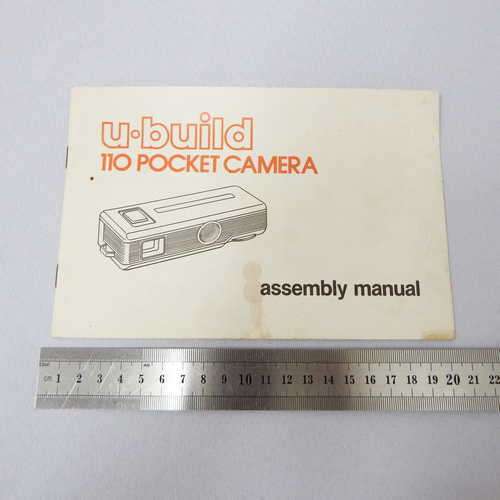 u-build
110 POCKET CAMERA
assembly manual
cm 1 2 3 4 5 6 7 8 9 10 11 12 13 14 15 16 17 18 19 20 21 22